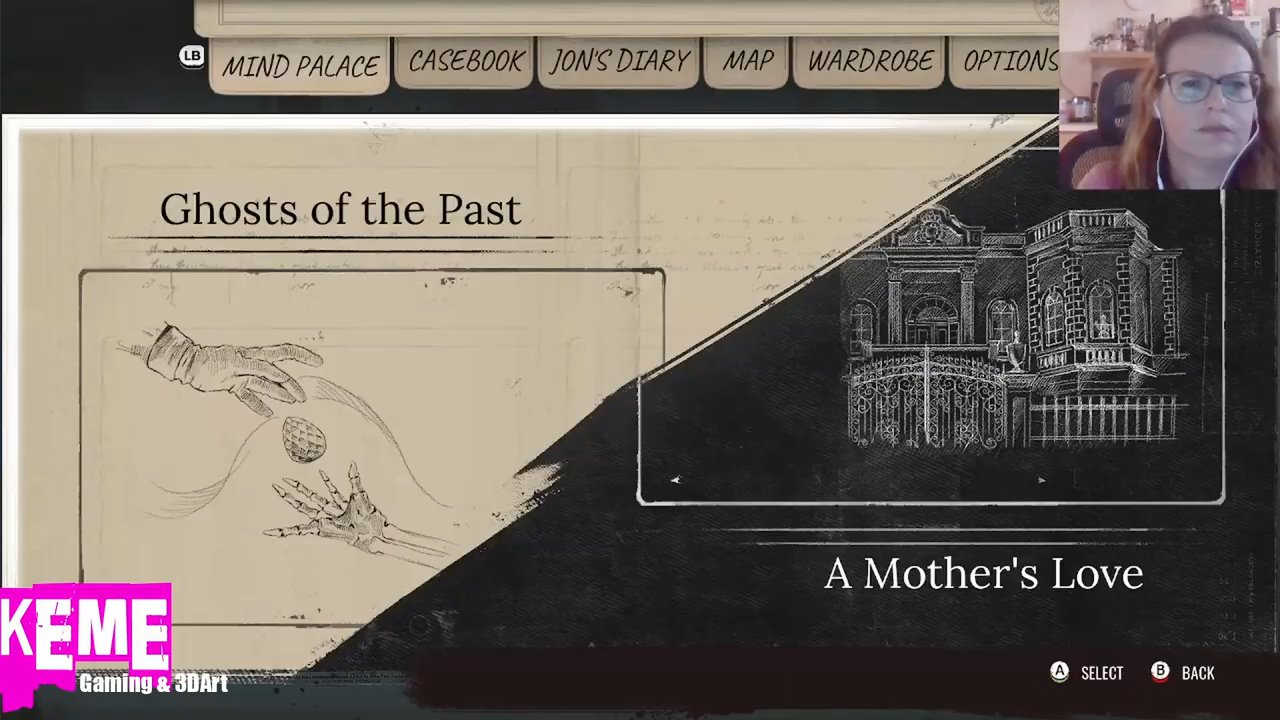 LB
MIND PALACE
CASEBOOK
JON'S DIARY
MAP
WARDROBE
OPTIONS
Ghosts of the Past
A Mother's Love
KEME
Gaming & 3DArt
A SELECT
B BACK